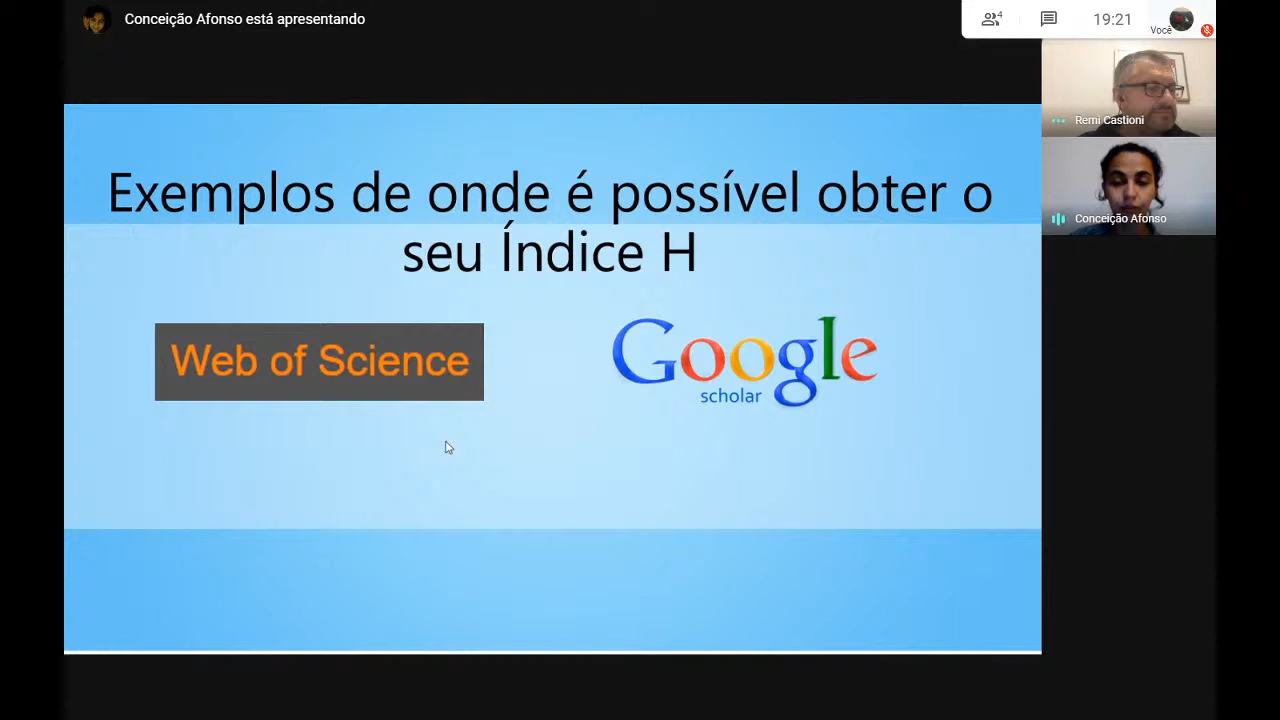 Conceição Afonso está apresentando
4
19:21
Você
Remi Castioni
Conceição Afonso
Exemplos de onde é possível obter o
seu Índice H
Web of Science
Google
scholar